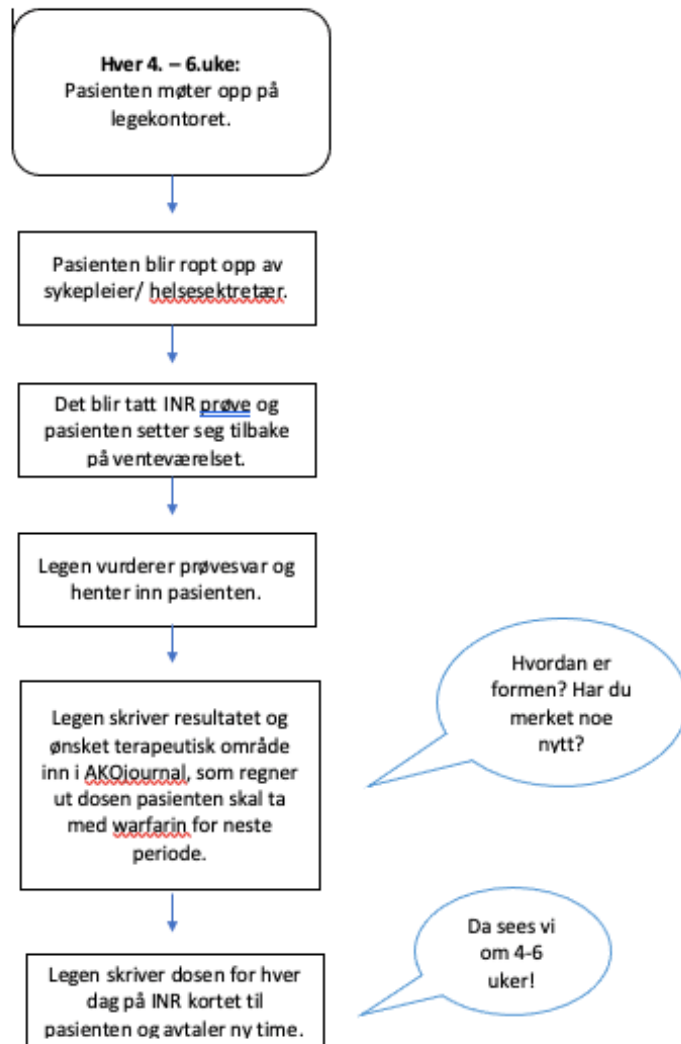 Hver 4. – 6.uke:
Pasienten møter opp på
legekontoret.
Pasienten blir ropt opp av
sykepleier/ helsesektretær.
Det blir tatt INR prøve og
pasienten setter seg tilbake
på venteværelset.
Legen vurderer prøvesvar og
henter inn pasienten.
Hvordan er
formen? Har du
merket noe
nytt?
Legen skriver resultatet og
ønsket terapeutisk område
inn i AKOjournal, som regner
ut dosen pasienten skal ta
med warfarin for neste
periode.
Da sees vi
om 4-6
uker!
Legen skriver dosen for hver
dag på INR kortet til
pasienten og avtaler ny time.